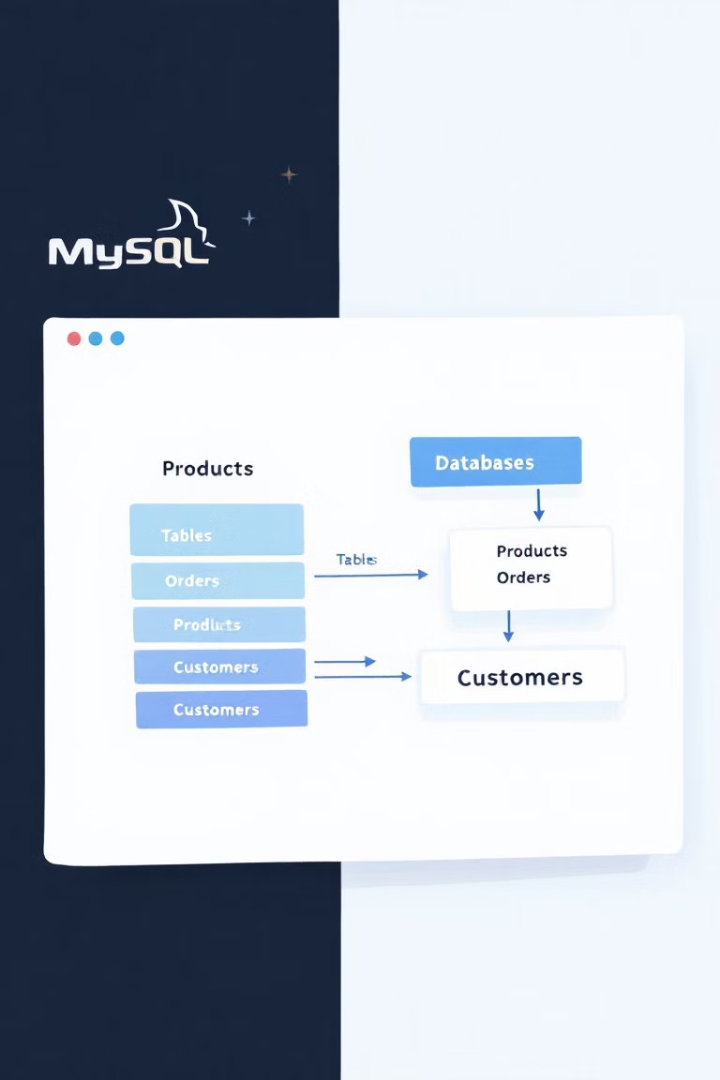 MySQL
Products
Tables
Orders
Products
Customers
Customers
Tables
Databases
Products
Orders
Customers